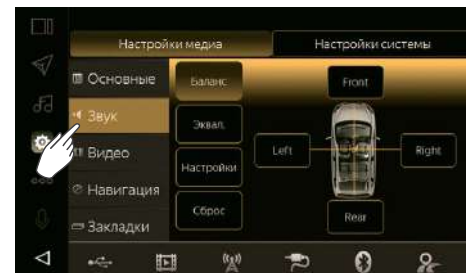 Настройки медиа
Настройки системы
Основные
Звук
Видео
Навигация
Закладки
Баланс
Эквал.
Настройки
Сброс
Front
Left
Right
Rear